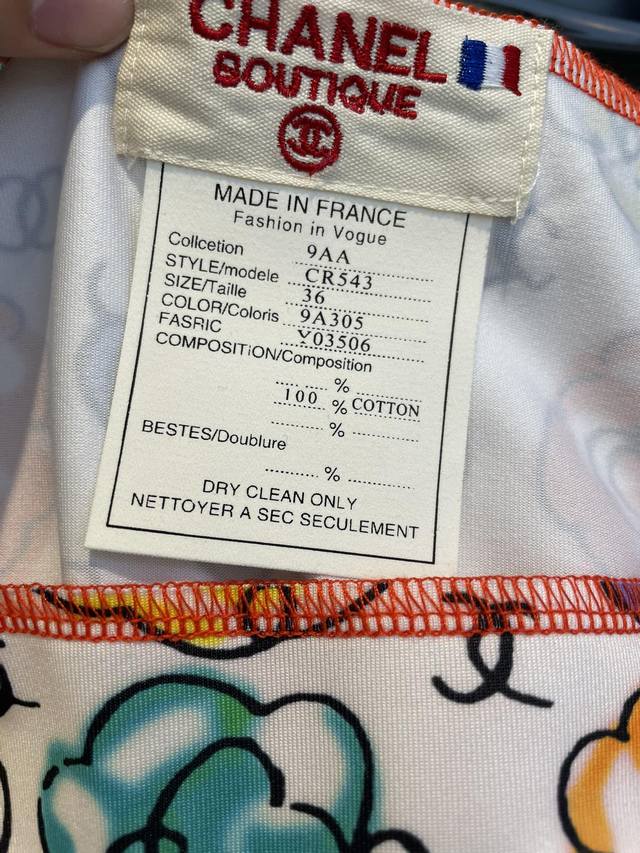 CHANEL
BOUTIQUE
MADE IN FRANCE
Fashion in Vogue
Collcetion 9AA
STYLE/modele CR543
SIZE/Taille 36
COLOR/Coloris 9A305
FASRIC Y03506
COMPOSITiON/Composition
%
100 % COTTON
%
BESTES/Doublure
%
DRY CLEAN ONLY
NETTOYER A SEC SECULEMENT